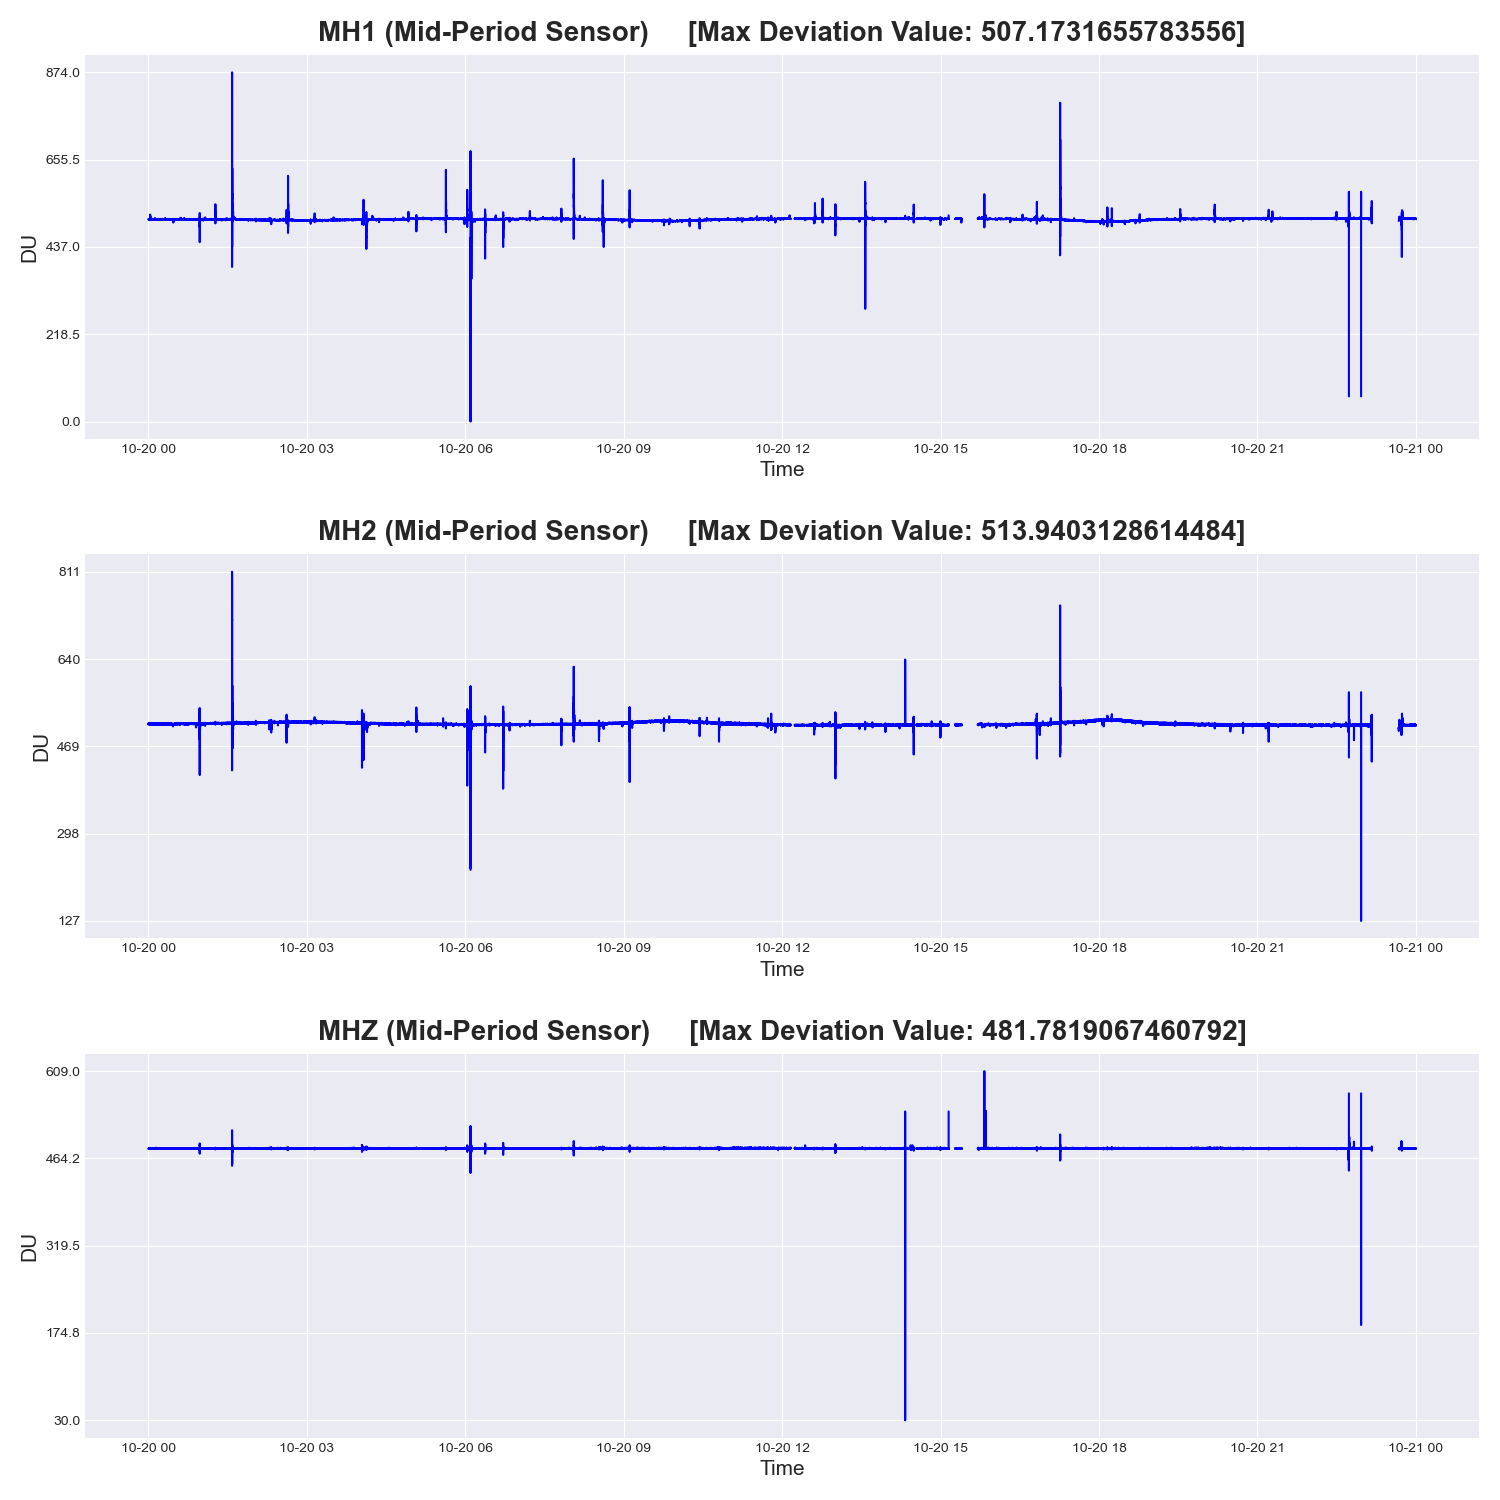 MH1 (Mid-Period Sensor) [Max Deviation Value: 507.1731655783556]
874.0
655.5
437.0
218.5
0.0
DU
10-20 00 10-20 03 10-20 06 10-20 09 10-20 12 10-20 15 10-20 18 10-20 21 10-21 00
Time
MH2 (Mid-Period Sensor) [Max Deviation Value: 513.9403128614484]
811
640
469
298
127
DU
10-20 00 10-20 03 10-20 06 10-20 09 10-20 12 10-20 15 10-20 18 10-20 21 10-21 00
Time
MHZ (Mid-Period Sensor) [Max Deviation Value: 481.7819067460792]
609.0
464.2
319.5
174.8
30.0
DU
10-20 00 10-20 03 10-20 06 10-20 09 10-20 12 10-20 15 10-20 18 10-20 21 10-21 00
Time